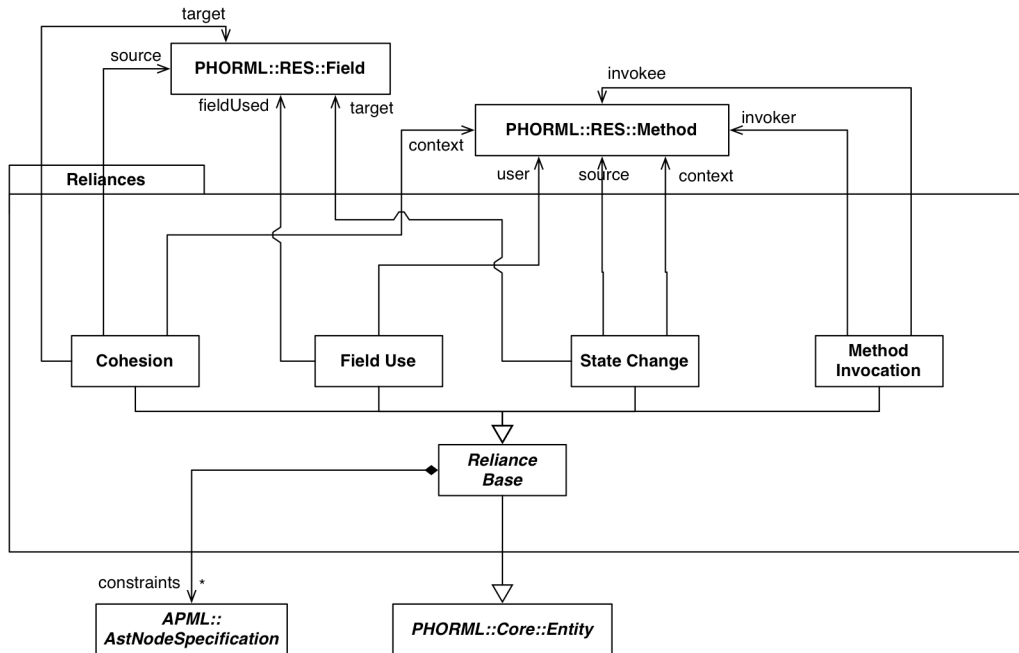 target
source
PHORML::RES::Field
fieldUsed
target
invokee
invoker
PHORML::RES::Method
context
user
source
context
Reliances
Cohesion
Field Use
State Change
Method
Invocation
Reliance
Base
constraints
*
APML::
AstNodeSpecification
PHORML::Core::Entity